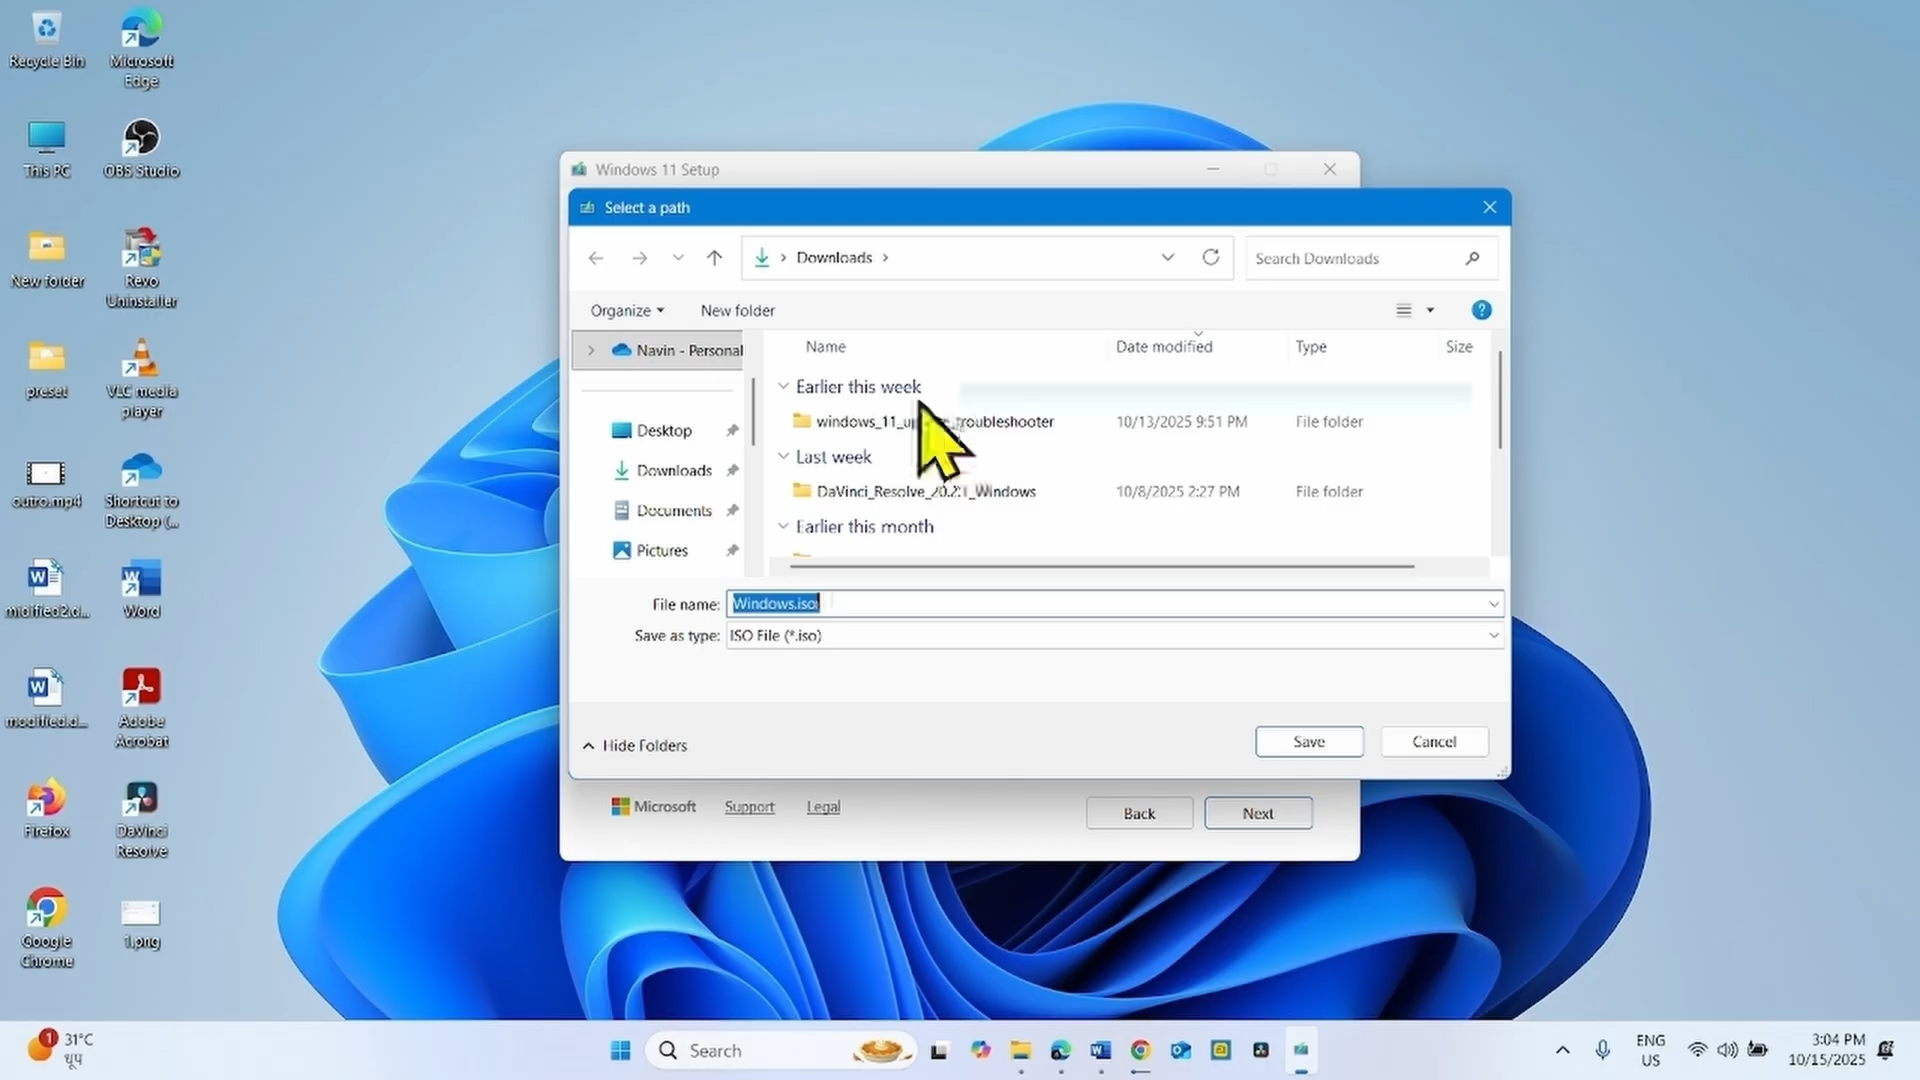 Recycle Bin
Microsoft
Edge
This PC
OBS Studio
New folder
Revo
Uninstaller
preset
VLC media
player
outro.mp4
Shortcut to
Desktop (...
Word
modified.d...
Adobe
Acrobat
Firefox
DaVinci
Resolve
Google
Chrome
1.png
Windows 11 Setup
Select a path
Downloads
Search Downloads
Organize
New folder
Navin - Personal
Desktop
Downloads
Documents
Pictures
Name
Date modified
Type
Size
Earlier this week
10/13/2025 9:51 PM
File folder
Last week
DaVinci_Resolve_20.2.1_Windows
10/8/2025 2:27 PM
File folder
Earlier this month
File name:
Windows.iso
Save as type:
ISO File (*.iso)
Hide Folders
Save
Cancel
Microsoft
Support
Legal
Back
Next
1
31°C
धूप
Search
ENG
US
3:04 PM
10/15/2025